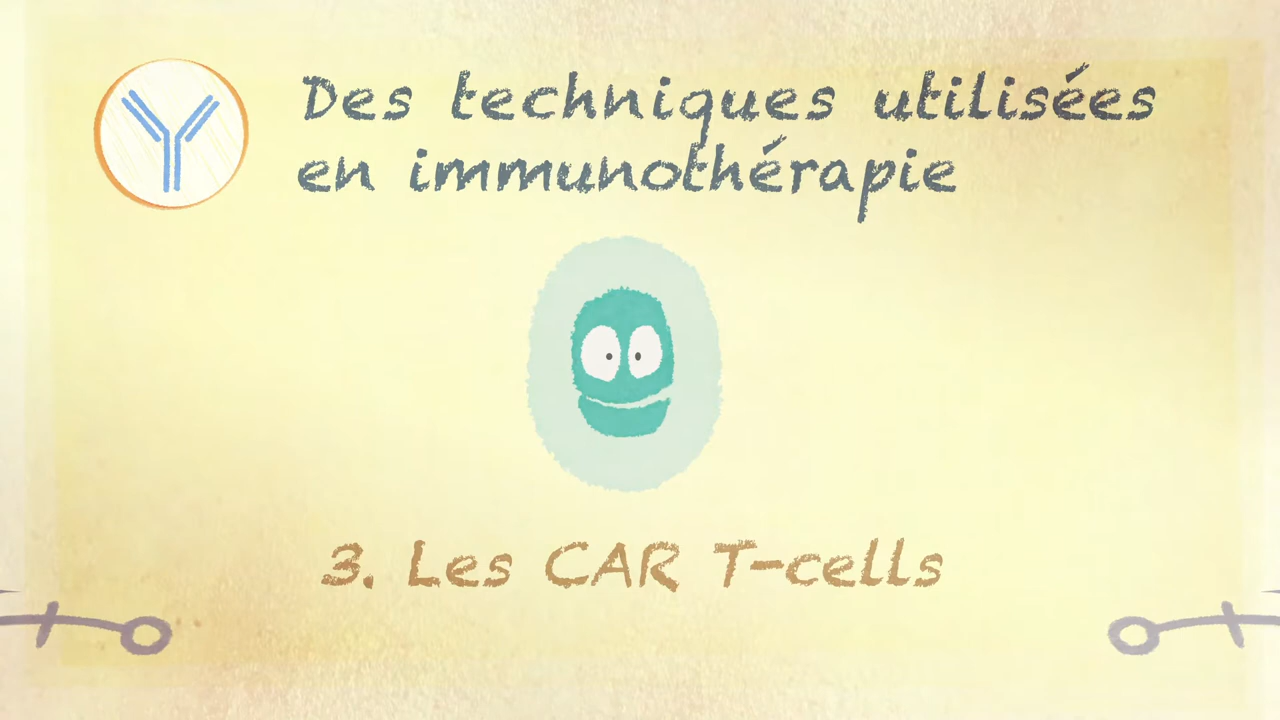 Des techniques utilisées
en immunothérapie
3. Les CAR T-cells